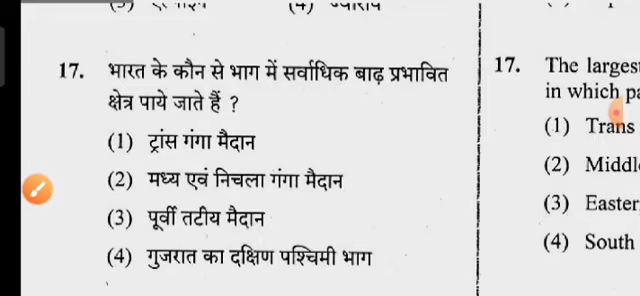 17. भारत के कौन से भाग में सर्वाधिक बाढ़ प्रभावित
क्षेत्र पाये जाते हैं ?
(1) ट्रांस गंगा मैदान
(2) मध्य एवं निचला गंगा मैदान
(3) पूर्वी तटीय मैदान
(4) गुजरात का दक्षिण पश्चिमी भाग
17. The larges
in which pa
(1) Trans
(2) Middl
(3) Easter
(4) South